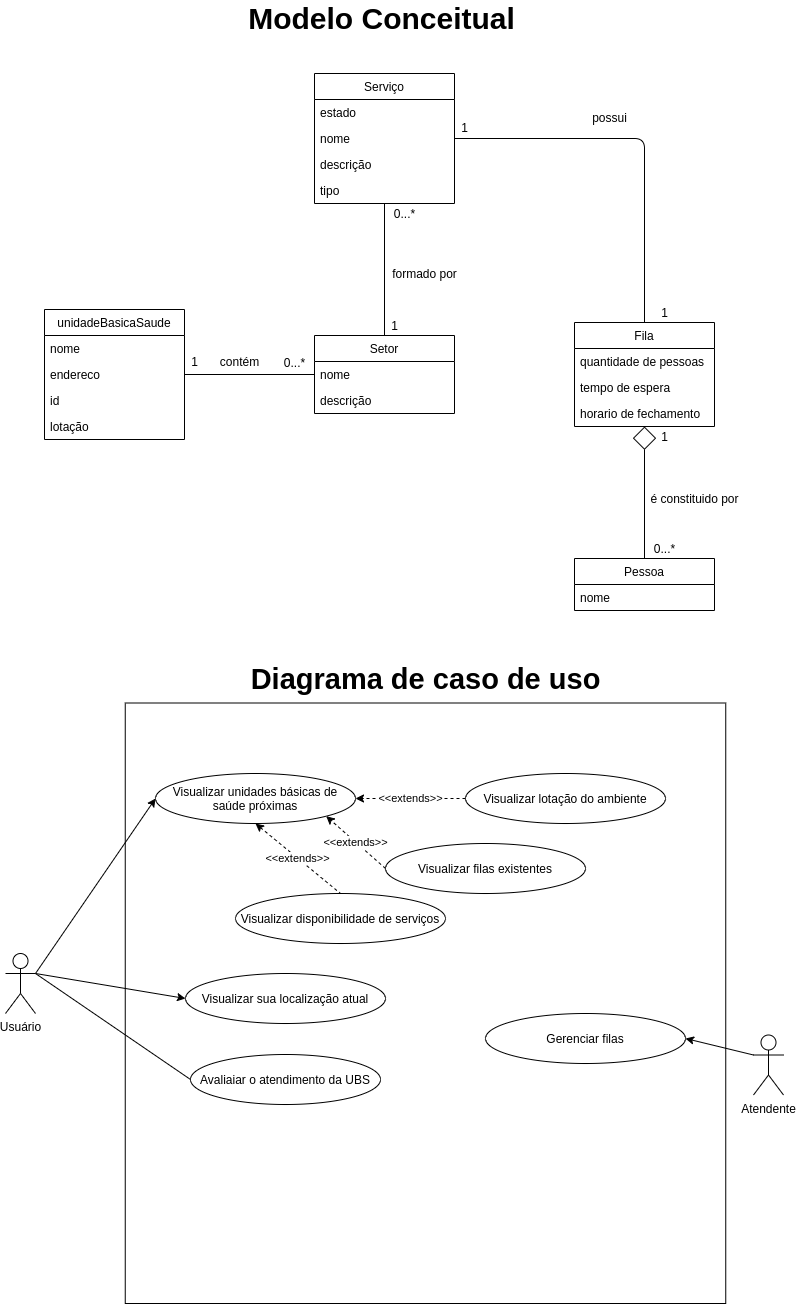 Modelo Conceitual
Serviço
estado
nome
descrição
tipo
1
possui
0...*
formado por
1
1
unidadeBasicaSaude
nome
endereco
id
lotação
1
contém
0...*
Setor
nome
descrição
Fila
quantidade de pessoas
tempo de espera
horario de fechamento
1
é constituido por
0...*
Pessoa
nome
Diagrama de caso de uso
Visualizar unidades básicas de
saúde próximas
<<extends>>
Visualizar lotação do ambiente
<<extends>>
<<extends>>
Visualizar filas existentes
Visualizar disponibilidade de serviços
Usuário
Visualizar sua localização atual
Gerenciar filas
Avaliaiar o atendimento da UBS
Atendente